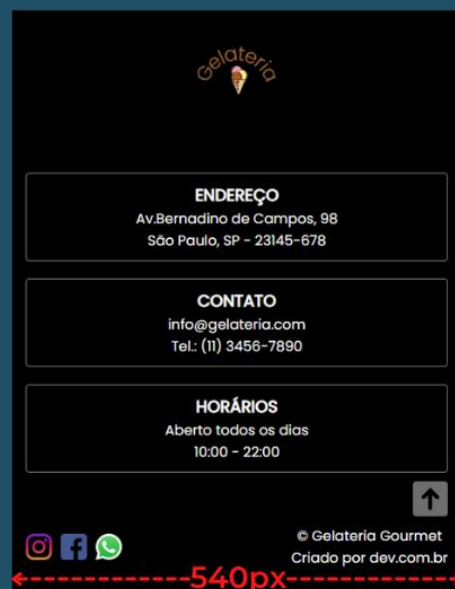 Gelateria
ENDEREÇO
Av.Bernadino de Campos, 98
São Paulo, SP - 23145-678
CONTATO
info@gelateria.com
Tel.: (11) 3456-7890
HORÁRIOS
Aberto todos os dias
10:00 - 22:00
© Gelateria Gourmet
Criado por dev.com.br
540px